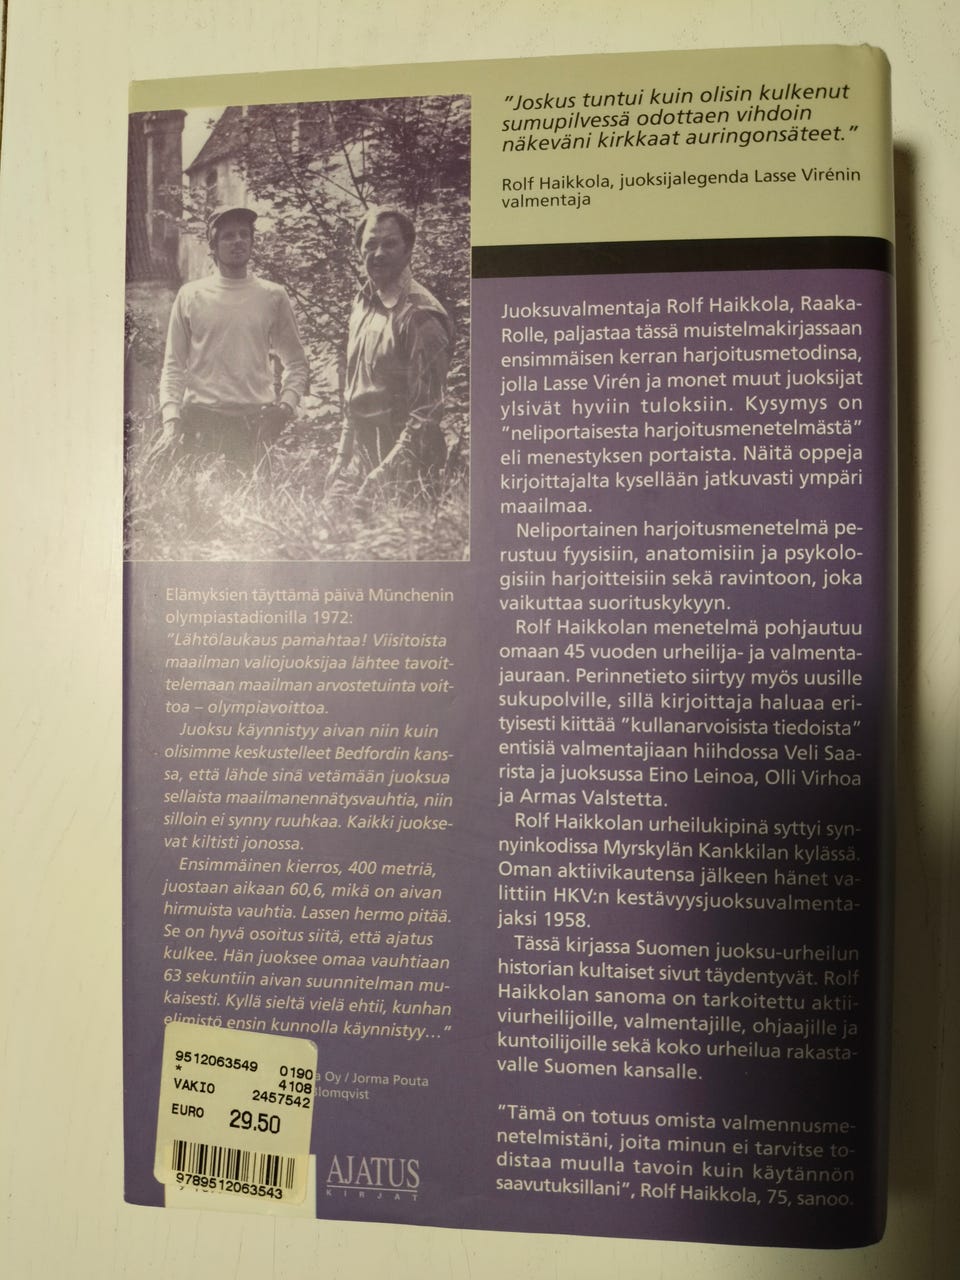 "Joskus tuntui kuin olisin kulkenut
sumupilvessä odottaen vihdoin
näkeväni kirkkaat auringonsäteet."
Rolf Haikkola, juoksijalegenda Lasse Virénin
valmentaja
Juoksuvalmentaja Rolf Haikkola, Raaka-
Rolle, paljastaa tässä muistelmakirjassaan
ensimmäisen kerran harjoitusmetodinsa,
jolla Lasse Virén ja monet muut juoksijat
ylsivät hyviin tuloksiin. Kysymys on
"neliportaisesta harjoitusmenetelmästä"
eli menestyksen portaista. Näitä oppeja
kirjoittajalta kysellään jatkuvasti ympäri
maailmaa.
Neliportainen harjoitusmenetelmä pe-
rustuu fyysisiin, anatomisiin ja psykolo-
gisiin harjoitteisiin sekä ravintoon, joka
vaikuttaa suorituskykyyn.
Rolf Haikkolan menetelmä pohjautuu
omaan 45 vuoden urheilija- ja valmenta-
jauraan. Perinnetieto siirtyy myös uusille
sukupolville, sillä kirjoittaja haluaa eri-
tyisesti kiittää "kullanarvoisista tiedoista"
entisiä valmentajiaan hiihdossa Veli Saa-
rista ja juoksussa Eino Leinoa, Olli Virhoa
ja Armas Valstetta.
Rolf Haikkolan urheilukipinä syttyi syn-
nyinkodissa Myrskylän Kankkilan kylässä.
Oman aktiivikautensa jälkeen hänet va-
littiin HKV:n kestävyysjuoksuvalmenta-
jaksi 1958.
Tässä kirjassa Suomen juoksu-urheilun
historian kultaiset sivut täydentyvät. Rolf
Haikkolan sanoma on tarkoitettu aktii-
viurheilijoille, valmentajille, ohjaajille ja
kuntoilijoille sekä koko urheilua rakasta-
valle Suomen kansalle.
"Tämä on totuus omista valmennusme-
netelmistäni, joita minun ei tarvitse to-
distaa muulla tavoin kuin käytännön
saavutuksillani", Rolf Haikkola, 75, sanoo.
Elämyksien täyttämä päivä Münchenin
olympiastadionilla 1972:
"Lähtölaukaus pamahtaa! Viisitoista
maailman valiojuoksijaa lähtee tavoit-
telemaan maailman arvostetuinta voit-
toa – olympiavoittoa.
Juoksu käynnistyy aivan niin kuin
olisimme keskustelleet Bedfordin kans-
sa, että lähde sinä vetämään juoksua
sellaista maailmanennätysvauhtia, niin
silloin ei synny ruuhkaa. Kaikki juokse-
vat kiltisti jonossa.
Ensimmäinen kierros, 400 metriä,
juostaan aikaan 60,6, mikä on aivan
hirmuista vauhtia. Lassen hermo pitää.
Se on hyvä osoitus siitä, että ajatus
kulkee. Hän juoksee omaa vauhtiaan
63 sekuntiin aivan suunnitelman mu-
kaisesti. Kyllä sieltä vielä ehtii, kunhan
elimistö ensin kunnolla käynnistyy..."
a Oy / Jorma Pouta
lomqvist
9512063549 0190
* 4108
VAKIO 2457542
EURO 29.50
9789512063543
AJATUS
KIRJAT